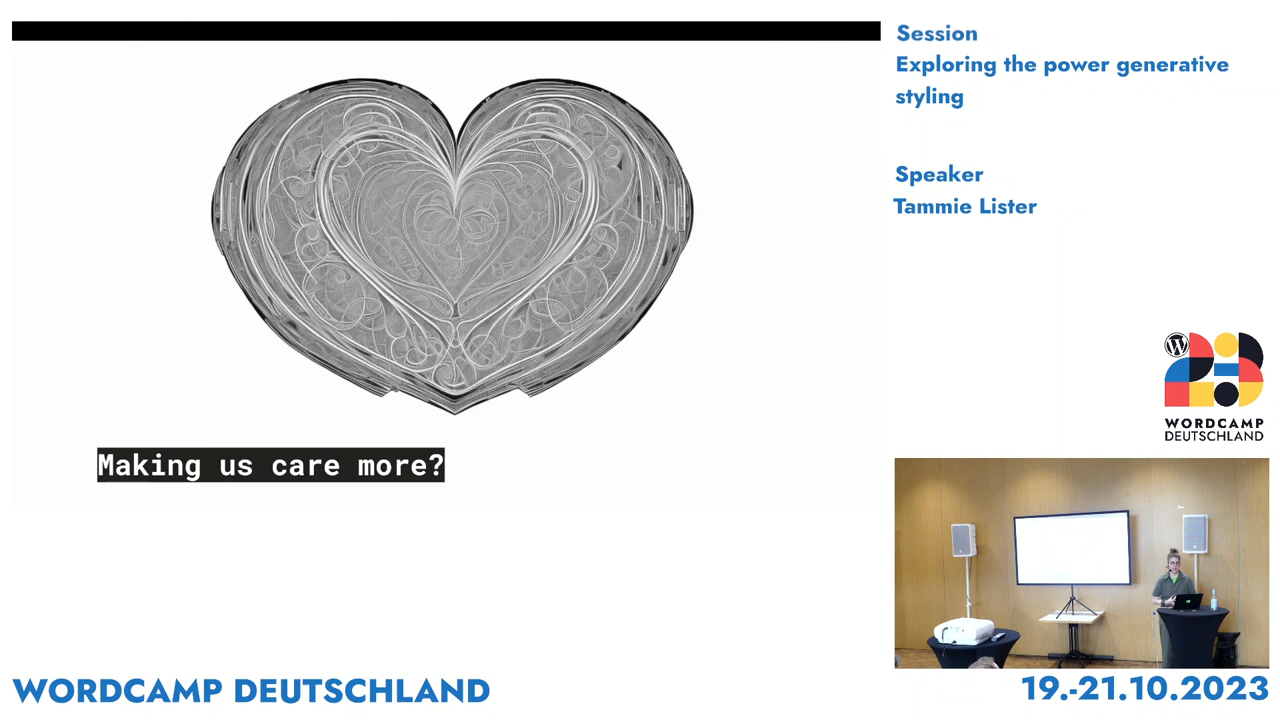 Session
Exploring the power generative
styling
Speaker
Tammie Lister
Making us care more?
WORDCAMP
DEUTSCHLAND
WORDCAMP DEUTSCHLAND
19.-21.10.2023